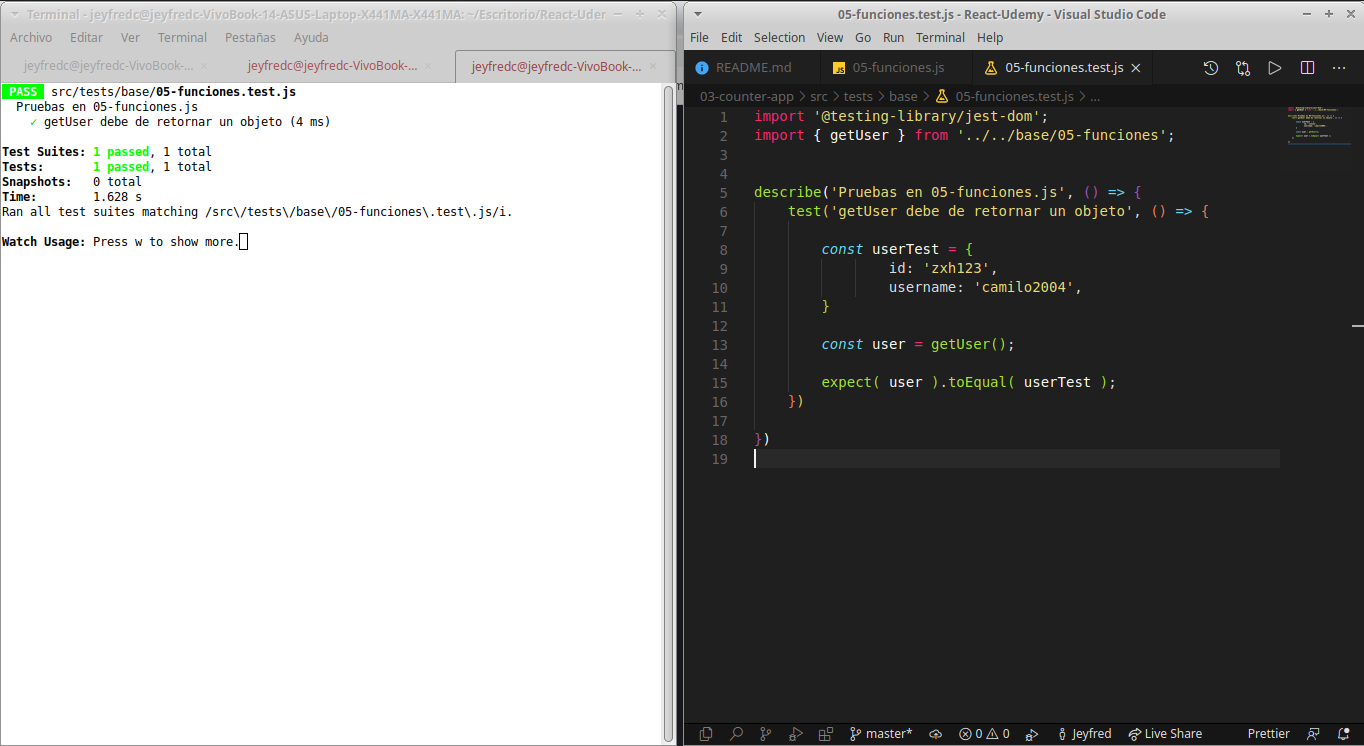 Terminal - jeyfredc@jeyfredc-VivoBook-14-ASUS-Laptop-X441MA-X441MA: ~/Escritorio/React-Uder
Archivo Editar Ver Terminal Pestañas Ayuda
jeyfredc@jeyfredc-VivoBook-... jeyfredc@jeyfredc-VivoBook-... jeyfredc@jeyfredc-VivoBook-...
PASS src/tests/base/05-funciones.test.js
Pruebas en 05-funciones.js
✓ getUser debe de retornar un objeto (4 ms)
Test Suites: 1 passed, 1 total
Tests: 1 passed, 1 total
Snapshots: 0 total
Time: 1.628 s
Ran all test suites matching /src\/tests\/base\/05-funciones\.test\.js/i.
Watch Usage: Press w to show more.
05-funciones.test.js - React-Udemy - Visual Studio Code
File Edit Selection View Go Run Terminal Help
README.md JS 05-funciones.js 05-funciones.test.js
03-counter-app > src > tests > base > 05-funciones.test.js > ...
1 import '@testing-library/jest-dom';
2 import { getUser } from '../../base/05-funciones';
3
4
5 describe('Pruebas en 05-funciones.js', () => {
6 test('getUser debe de retornar un objeto', () => {
7
8 const userTest = {
9 id: 'zxh123',
10 username: 'camilo2004',
11 }
12
13 const user = getUser();
14
15 expect( user ).toEqual( userTest );
16 })
17
18 })
19
master* 0 0 Jeyfred Live Share Prettier